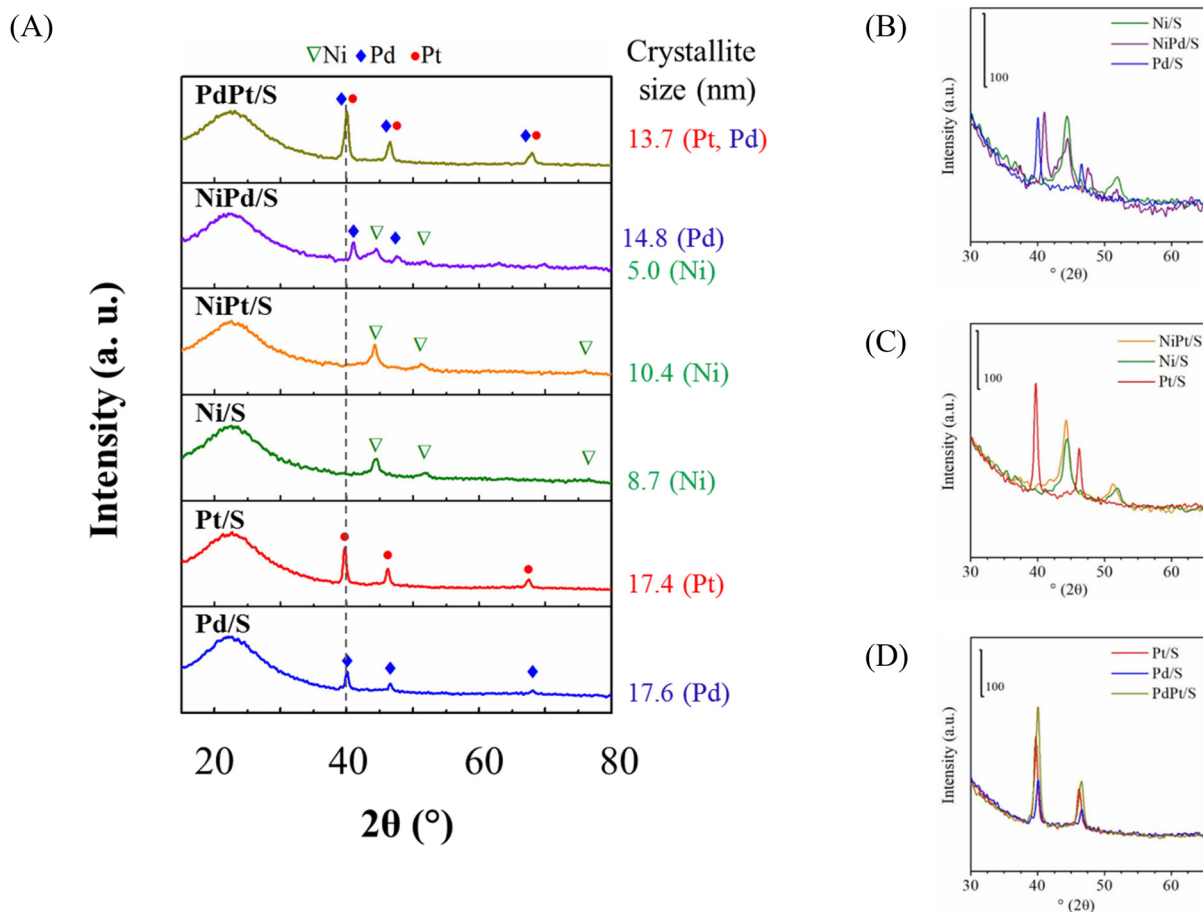 (A)
▽Ni ◆Pd ●Pt
Crystallite
size (nm)
PdPt/S
13.7 (Pt, Pd)
NiPd/S
14.8 (Pd)
5.0 (Ni)
NiPt/S
10.4 (Ni)
Ni/S
8.7 (Ni)
Pt/S
17.4 (Pt)
Pd/S
17.6 (Pd)
Intensity (a. u.)
20 40 60 80
2θ (°)
(B)
Ni/S
NiPd/S
Pd/S
100
Intensity (a.u.)
30 40 50 60
° (2θ)
(C)
NiPt/S
Ni/S
Pt/S
100
Intensity (a.u.)
30 40 50 60
° (2θ)
(D)
Pt/S
Pd/S
PdPt/S
100
Intensity (a.u.)
30 40 50 60
° (2θ)